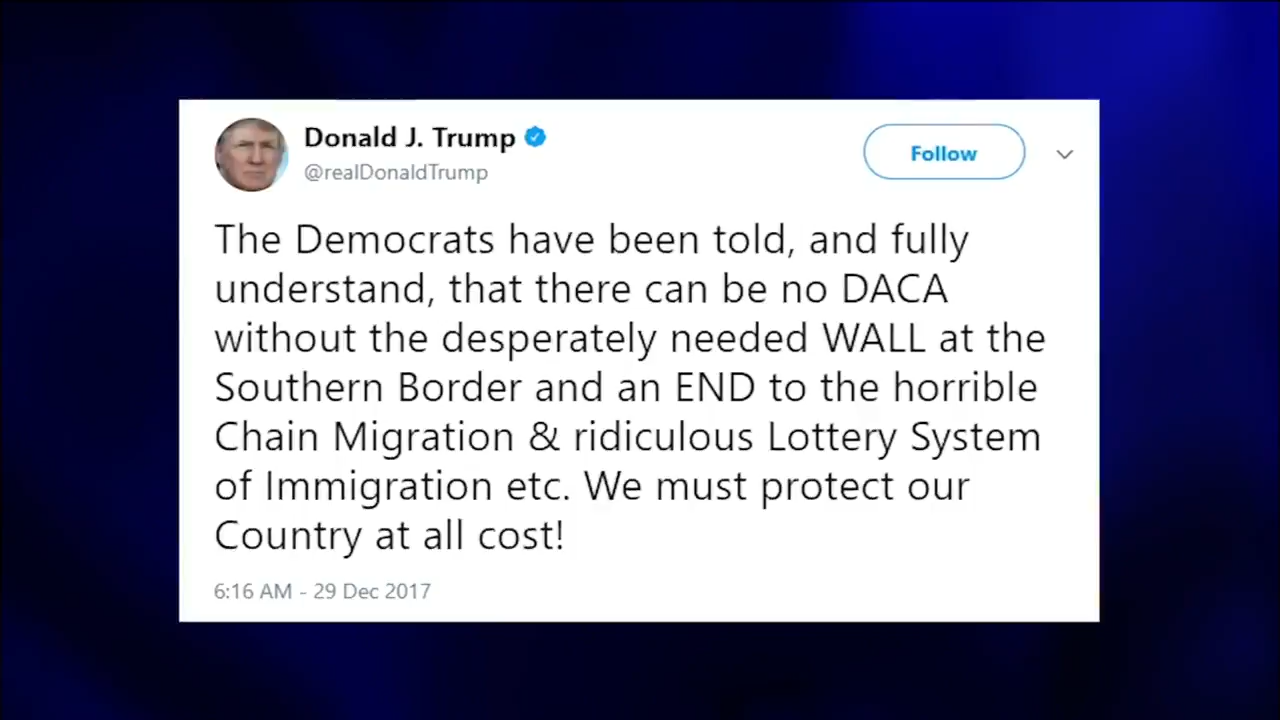 Donald J. Trump
@realDonaldTrump
Follow
The Democrats have been told, and fully
understand, that there can be no DACA
without the desperately needed WALL at the
Southern Border and an END to the horrible
Chain Migration & ridiculous Lottery System
of Immigration etc. We must protect our
Country at all cost!
6:16 AM - 29 Dec 2017